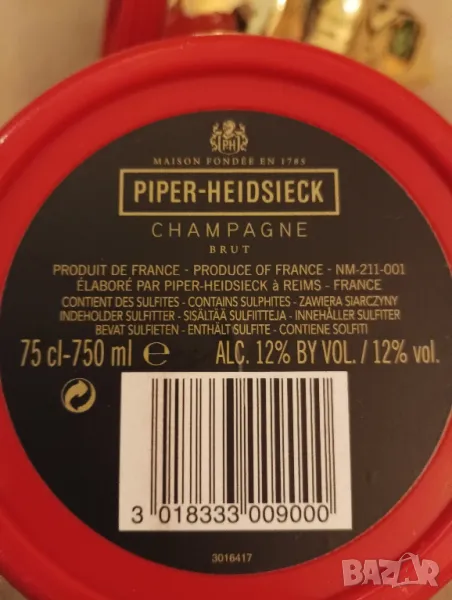 PH
MAISON FONDÉE EN 1785
PIPER-HEIDSIECK
CHAMPAGNE
BRUT
PRODUIT DE FRANCE - PRODUCE OF FRANCE - NM-211-001
ÉLABORÉ PAR PIPER-HEIDSIECK à REIMS - FRANCE
CONTIENT DES SULFITES - CONTAINS SULPHITES - ZAWIERA SIARCZYNY
INDEHOLDER SULFITTER - SISÄLTÄÄ SULFIITTEJA - INNEHÅLLER SULFITER
BEVAT SULFIETEN - ENTHÄLT SULFITE - CONTIENE SOLFITI
75 cl-750 ml e ALC. 12% BY VOL. / 12% vol.
3 018333 009000
3016417
BAZAR